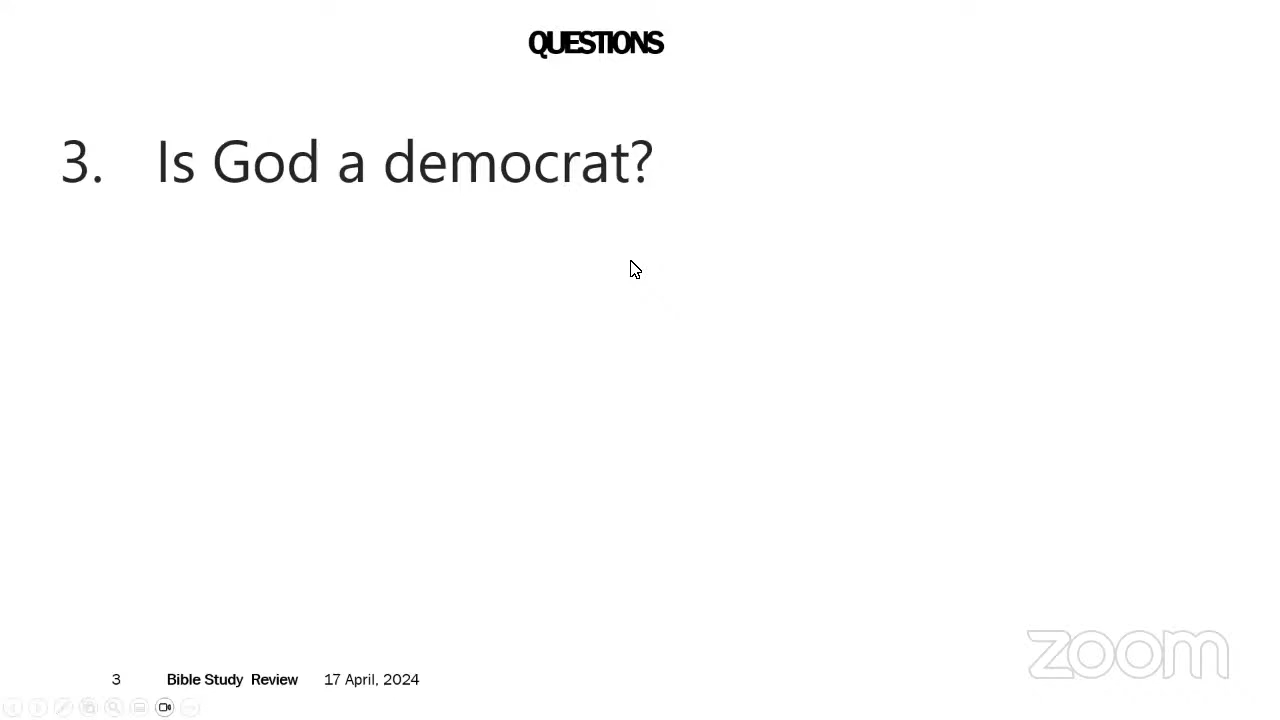 QUESTIONS
3. Is God a democrat?
zoom
3 Bible Study Review 17 April, 2024